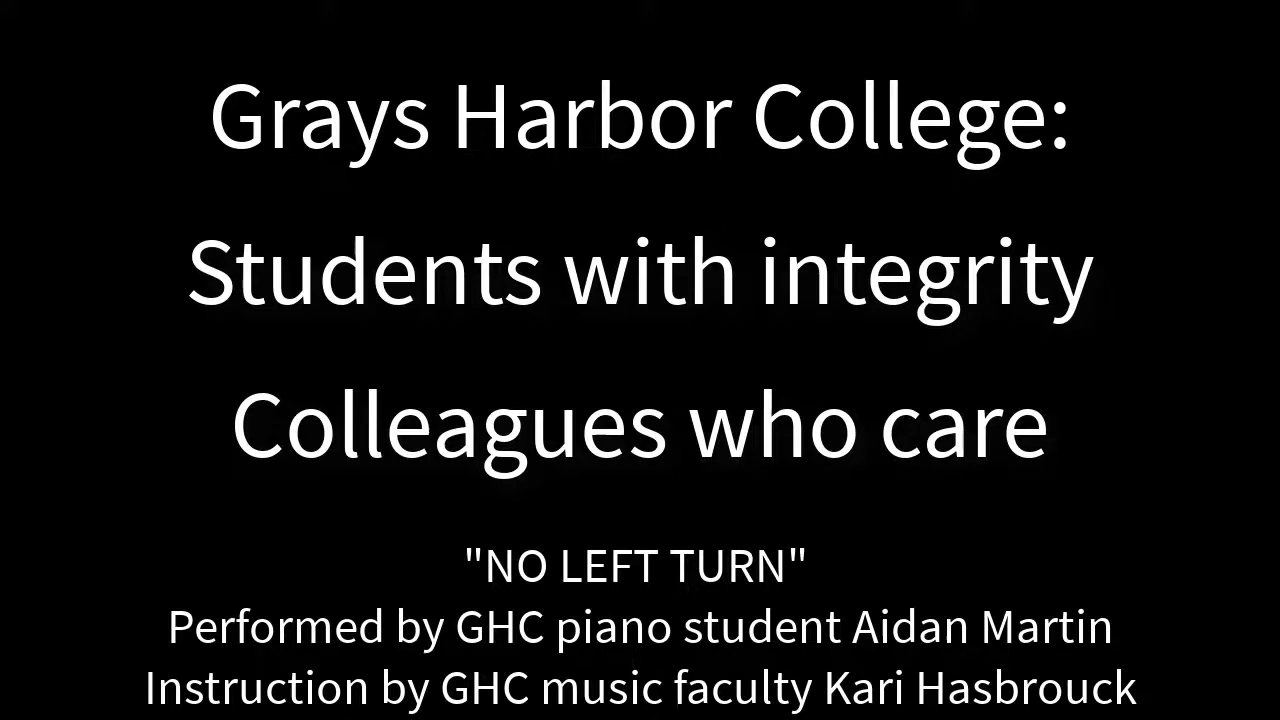 Grays Harbor College:
Students with integrity
Colleagues who care
"NO LEFT TURN"
Performed by GHC piano student Aidan Martin
Instruction by GHC music faculty Kari Hasbrouck